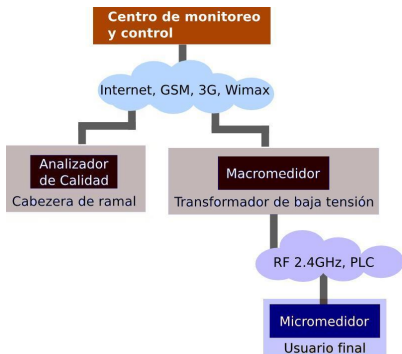 Centro de monitoreo
y control
Internet, GSM, 3G, Wimax
Analizador
de Calidad
Cabezera de ramal
Macromedidor
Transformador de baja tensión
RF 2.4GHz, PLC
Micromedidor
Usuario final